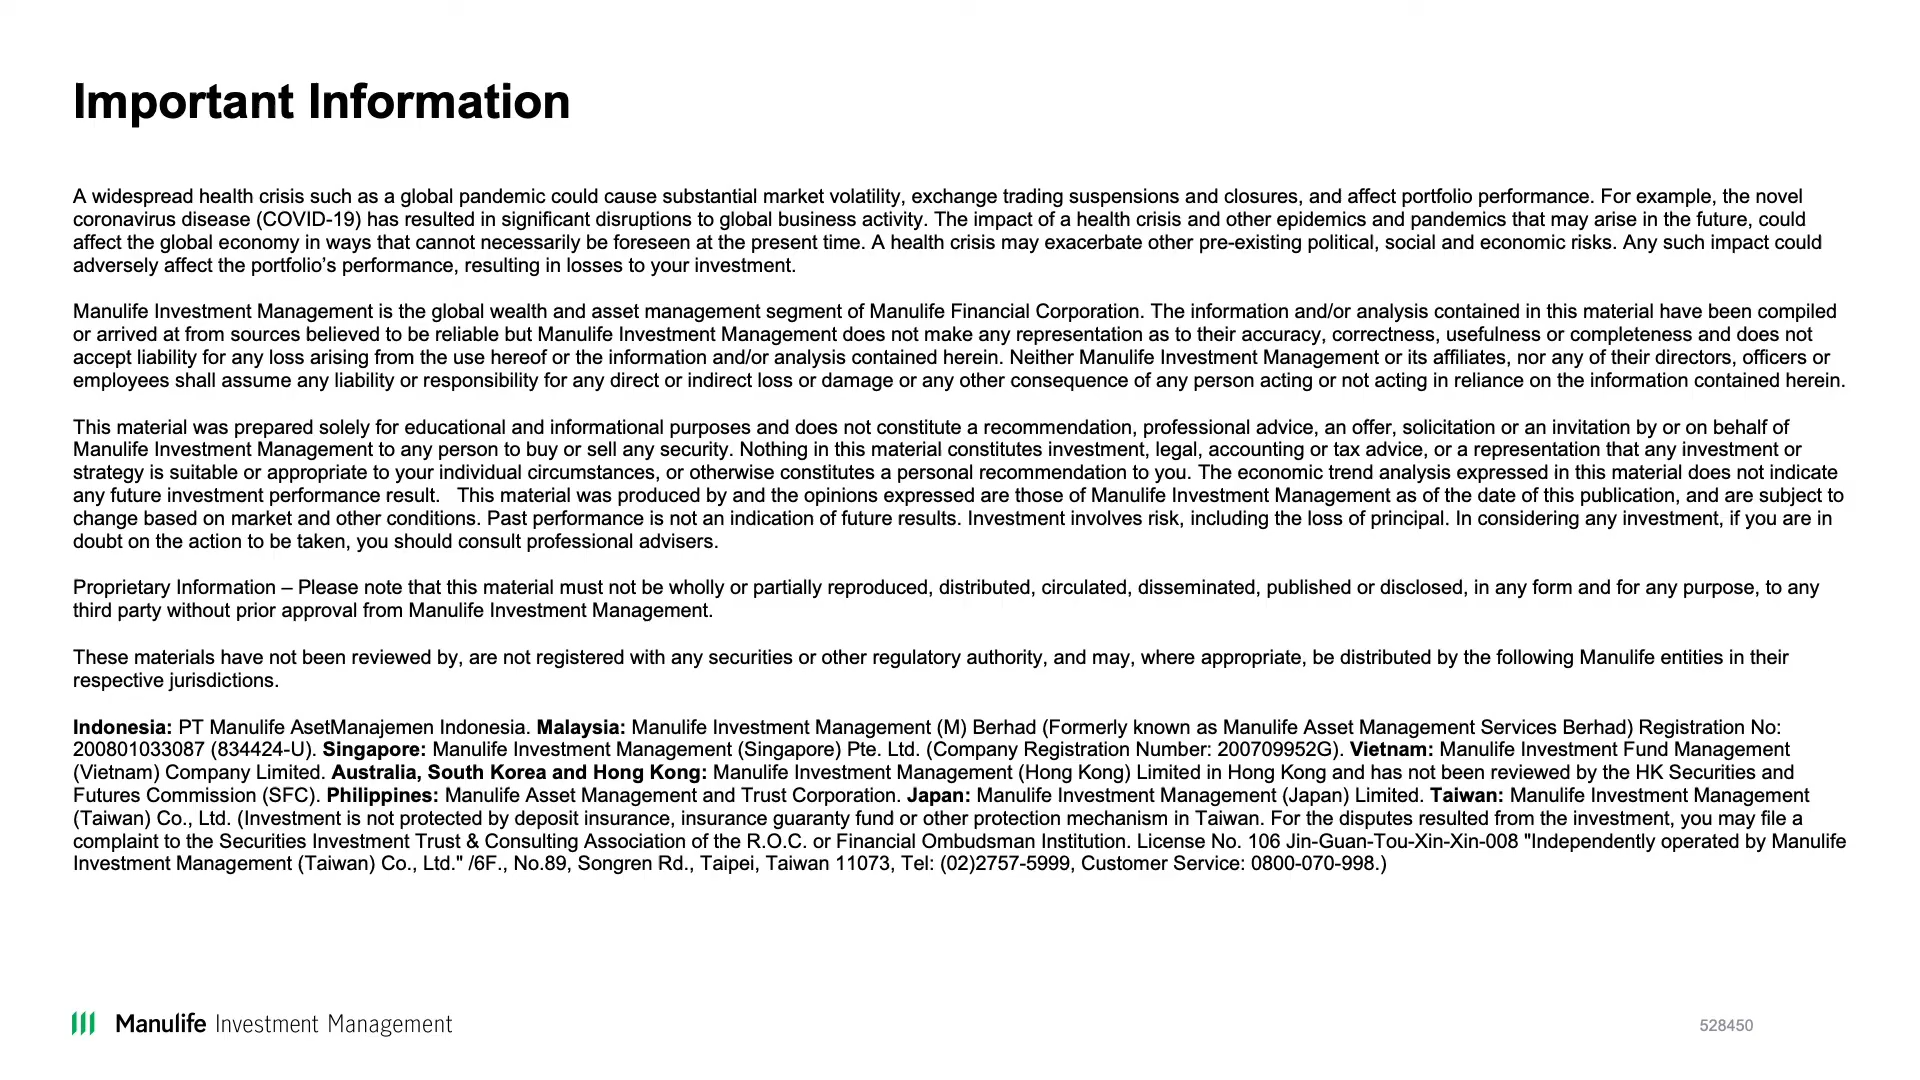 Important Information
A widespread health crisis such as a global pandemic could cause substantial market volatility, exchange trading suspensions and closures, and affect portfolio performance. For example, the novel
coronavirus disease (COVID-19) has resulted in significant disruptions to global business activity. The impact of a health crisis and other epidemics and pandemics that may arise in the future, could
affect the global economy in ways that cannot necessarily be foreseen at the present time. A health crisis may exacerbate other pre-existing political, social and economic risks. Any such impact could
adversely affect the portfolio’s performance, resulting in losses to your investment.
Manulife Investment Management is the global wealth and asset management segment of Manulife Financial Corporation. The information and/or analysis contained in this material have been compiled
or arrived at from sources believed to be reliable but Manulife Investment Management does not make any representation as to their accuracy, correctness, usefulness or completeness and does not
accept liability for any loss arising from the use hereof or the information and/or analysis contained herein. Neither Manulife Investment Management or its affiliates, nor any of their directors, officers or
employees shall assume any liability or responsibility for any direct or indirect loss or damage or any other consequence of any person acting or not acting in reliance on the information contained herein.
This material was prepared solely for educational and informational purposes and does not constitute a recommendation, professional advice, an offer, solicitation or an invitation by or on behalf of
Manulife Investment Management to any person to buy or sell any security. Nothing in this material constitutes investment, legal, accounting or tax advice, or a representation that any investment or
strategy is suitable or appropriate to your individual circumstances, or otherwise constitutes a personal recommendation to you. The economic trend analysis expressed in this material does not indicate
any future investment performance result.   This material was produced by and the opinions expressed are those of Manulife Investment Management as of the date of this publication, and are subject to
change based on market and other conditions. Past performance is not an indication of future results. Investment involves risk, including the loss of principal. In considering any investment, if you are in
doubt on the action to be taken, you should consult professional advisers.
Proprietary Information – Please note that this material must not be wholly or partially reproduced, distributed, circulated, disseminated, published or disclosed, in any form and for any purpose, to any
third party without prior approval from Manulife Investment Management.
These materials have not been reviewed by, are not registered with any securities or other regulatory authority, and may, where appropriate, be distributed by the following Manulife entities in their
respective jurisdictions.
Indonesia: PT Manulife AsetManajemen Indonesia. Malaysia: Manulife Investment Management (M) Berhad (Formerly known as Manulife Asset Management Services Berhad) Registration No:
200801033087 (834424-U). Singapore: Manulife Investment Management (Singapore) Pte. Ltd. (Company Registration Number: 200709952G). Vietnam: Manulife Investment Fund Management
(Vietnam) Company Limited. Australia, South Korea and Hong Kong: Manulife Investment Management (Hong Kong) Limited in Hong Kong and has not been reviewed by the HK Securities and
Futures Commission (SFC). Philippines: Manulife Asset Management and Trust Corporation. Japan: Manulife Investment Management (Japan) Limited. Taiwan: Manulife Investment Management
(Taiwan) Co., Ltd. (Investment is not protected by deposit insurance, insurance guaranty fund or other protection mechanism in Taiwan. For the disputes resulted from the investment, you may file a
complaint to the Securities Investment Trust & Consulting Association of the R.O.C. or Financial Ombudsman Institution. License No. 106 Jin-Guan-Tou-Xin-Xin-008 "Independently operated by Manulife
Investment Management (Taiwan) Co., Ltd." /6F., No.89, Songren Rd., Taipei, Taiwan 11073, Tel: (02)2757-5999, Customer Service: 0800-070-998.)
Manulife Investment Management
528450